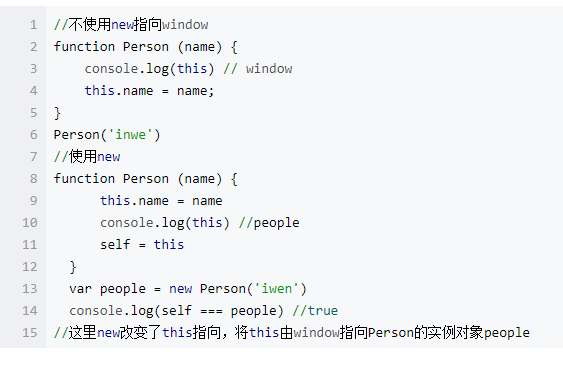 1 //不使用new指向window
2 function Person (name) {
3     console.log(this) // window
4     this.name = name;
5 }
6 Person('inwe')
7 //使用new
8 function Person (name) {
9       this.name = name
10       console.log(this) //people
11       self = this
12   }
13   var people = new Person('iwen')
14   console.log(self === people) //true
15 //这里new改变了this指向，将this由window指向Person的实例对象people